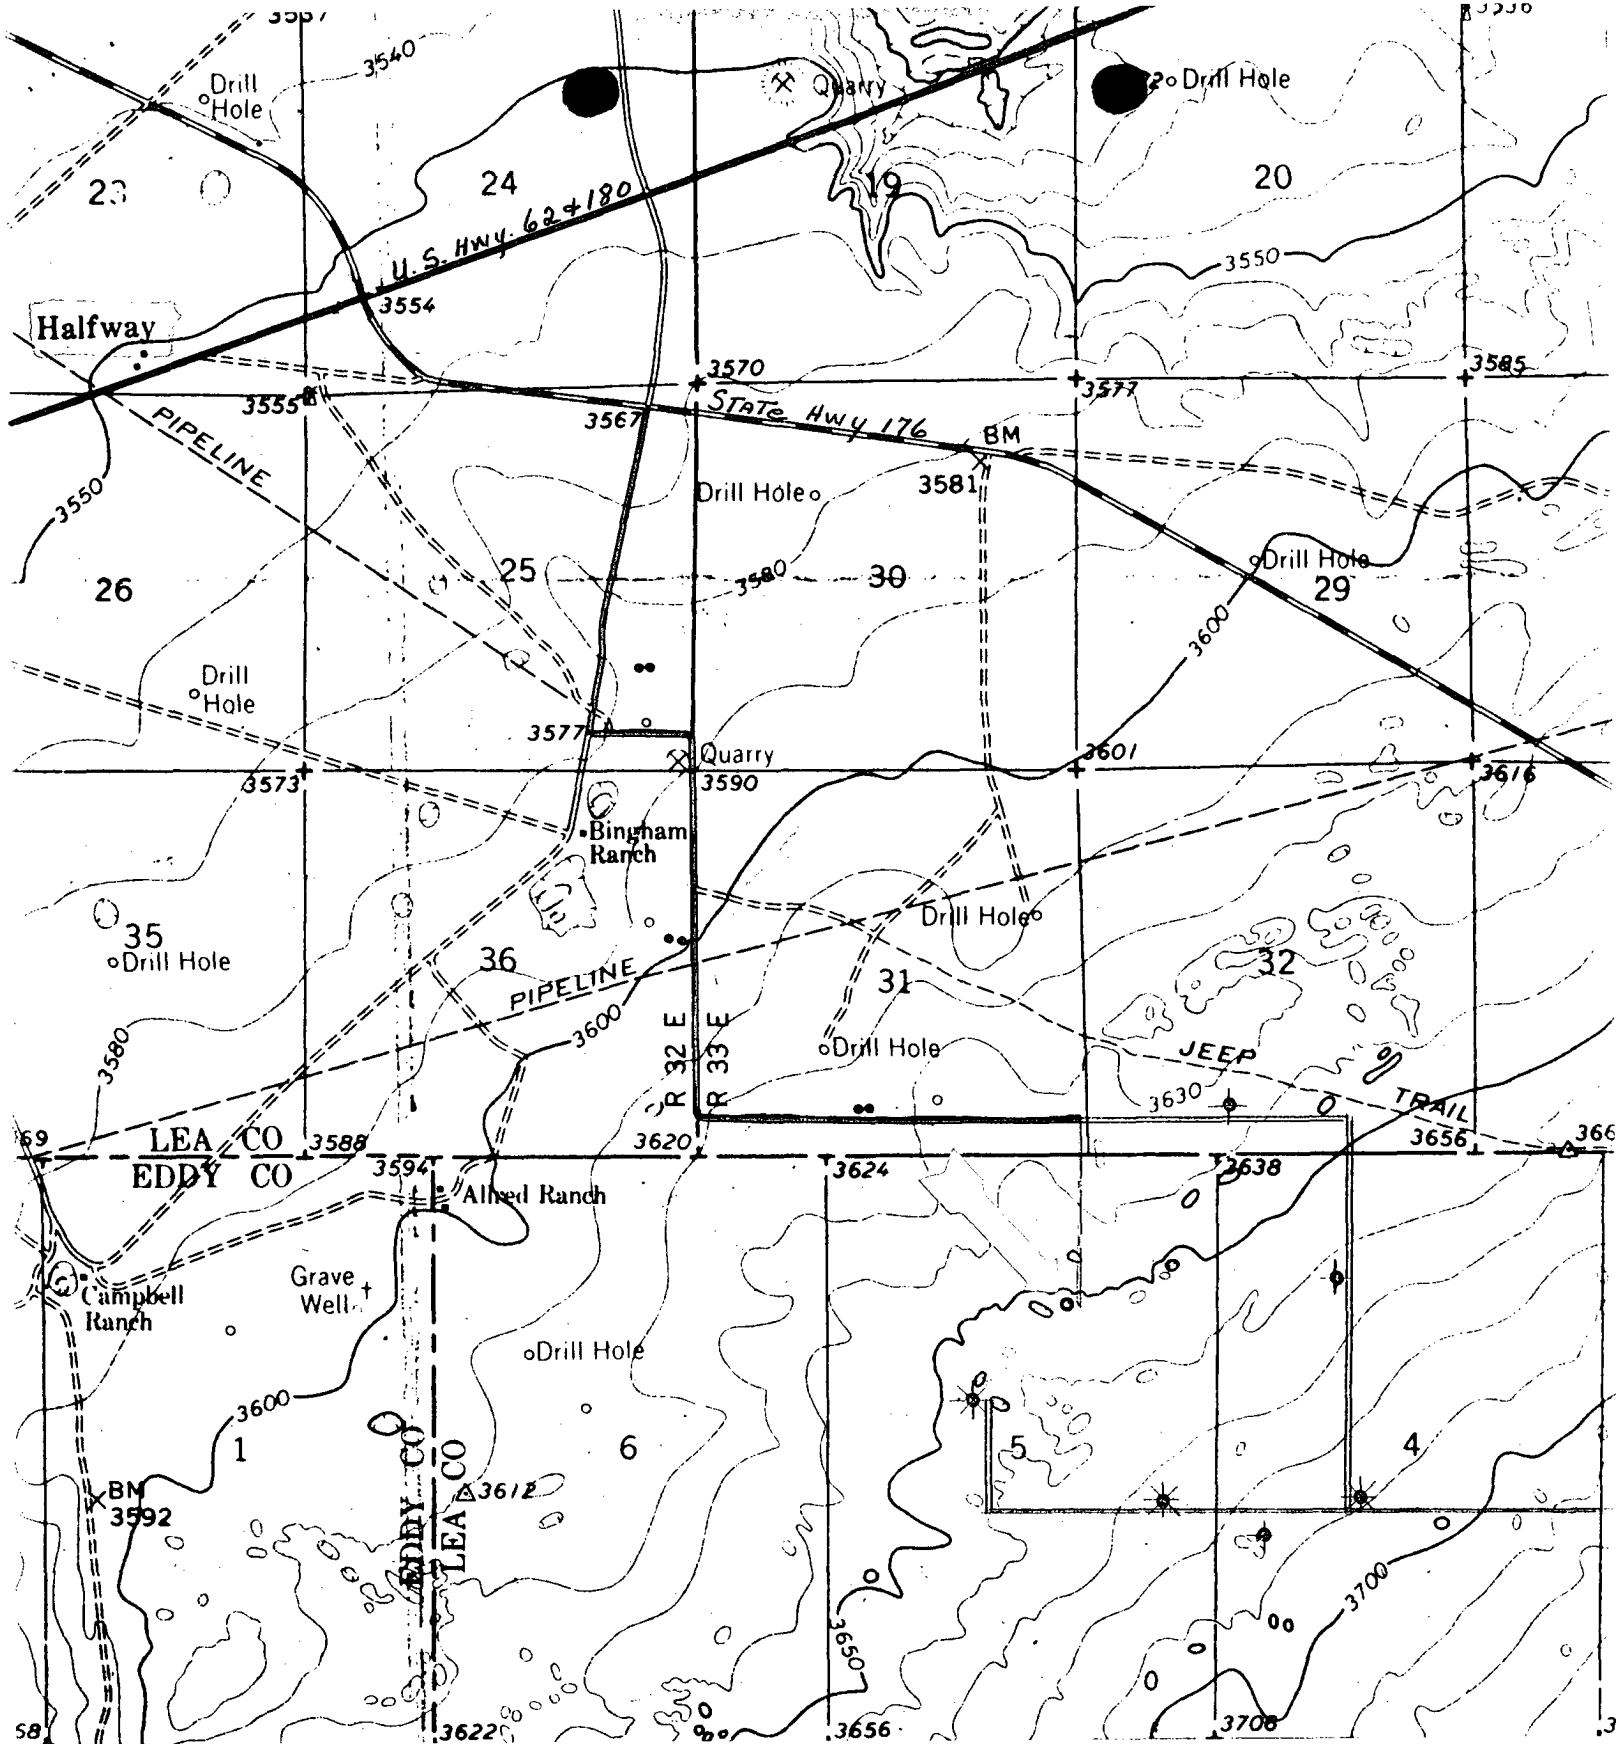 3540
Drill
Hole
Quarry
Drill Hole
24
19
20
U.S. Hwy. 62 + 180
3550
3554
Halfway
3570
3585
3555
3577
3567
STATE HWY 176
BM
3581
PIPELINE
3550
Drill Hole
Drill Hole
25
3580
30
29
26
3600
Drill
Hole
3577
Quarry
3601
3573
3590
3616
Bingham
Ranch
Drill Hole
35
Drill Hole
36
32
PIPELINE
31
3600
R 32 E
R 33 E
Drill Hole
3580
JEEP
TRAIL
3630
LEA CO
3588
3620
3656
EDDY CO
3594
3624
3638
Allred Ranch
Grave
Well
Campbell
Ranch
Drill Hole
3600
1
6
5
4
EDDY CO
LEA CO
3612
BM
3592
3700
3650
3622
3656
3708